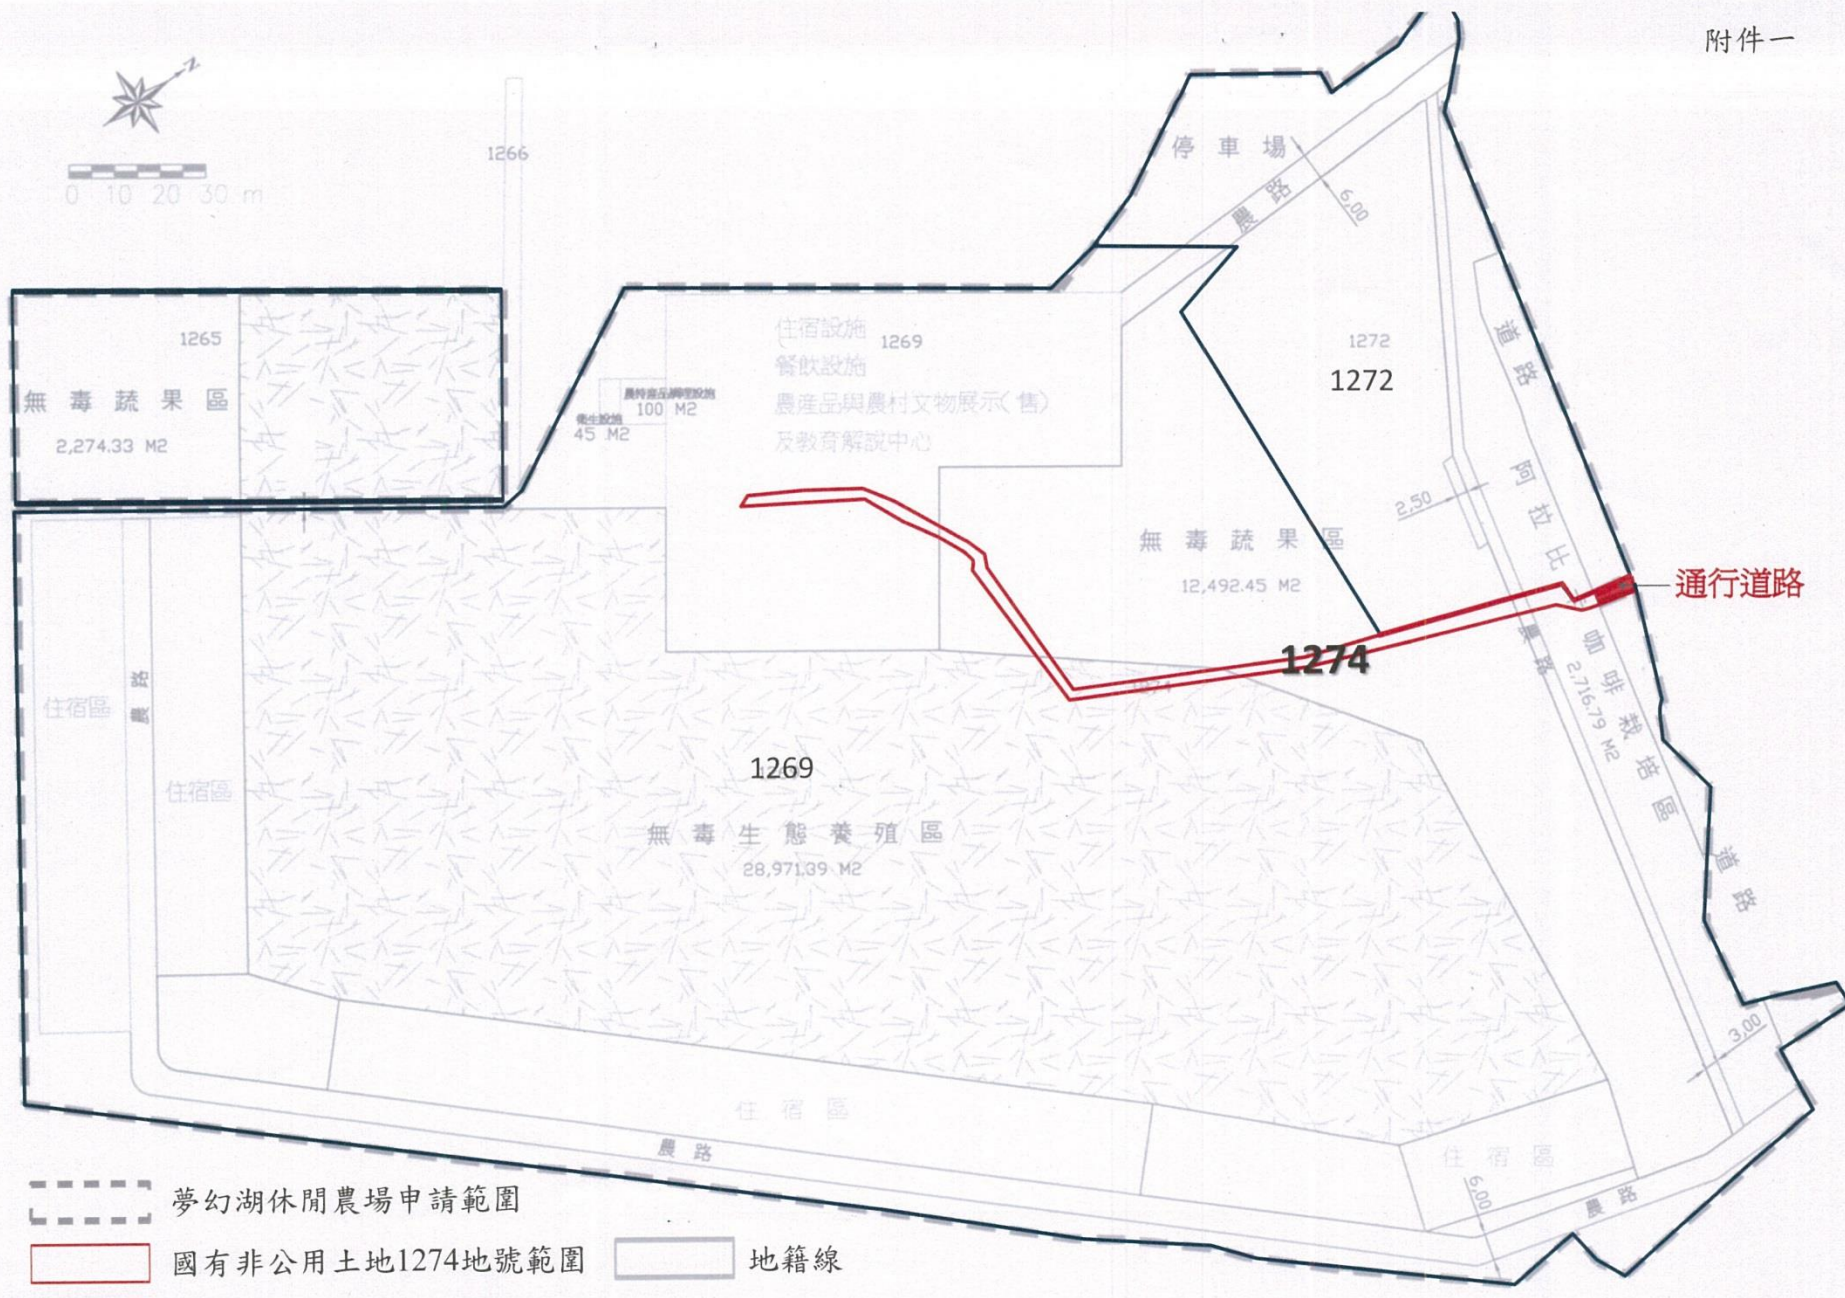 附件一
N
0 10 20 30 m
1266
停車場
農路
6,00
1265
無毒蔬果區
2,274.33 M2
住宿設施
1269
餐飲設施
農產品與農村文物展示(售)
及教育解說中心
100 M2
衛生設施
45 M2
1272
1272
道路
2,50
阿拉比
咖啡栽培區
2,716.79 M2
無毒蔬果區
12,492.45 M2
通行道路
農路
1274
1274
住宿區
農路
住宿區
1269
無毒生態養殖區
28,971.39 M2
道路
3,00
住宿區
農路
住宿區
6,00
農路
夢幻湖休閒農場申請範圍
國有非公用土地1274地號範圍
地籍線